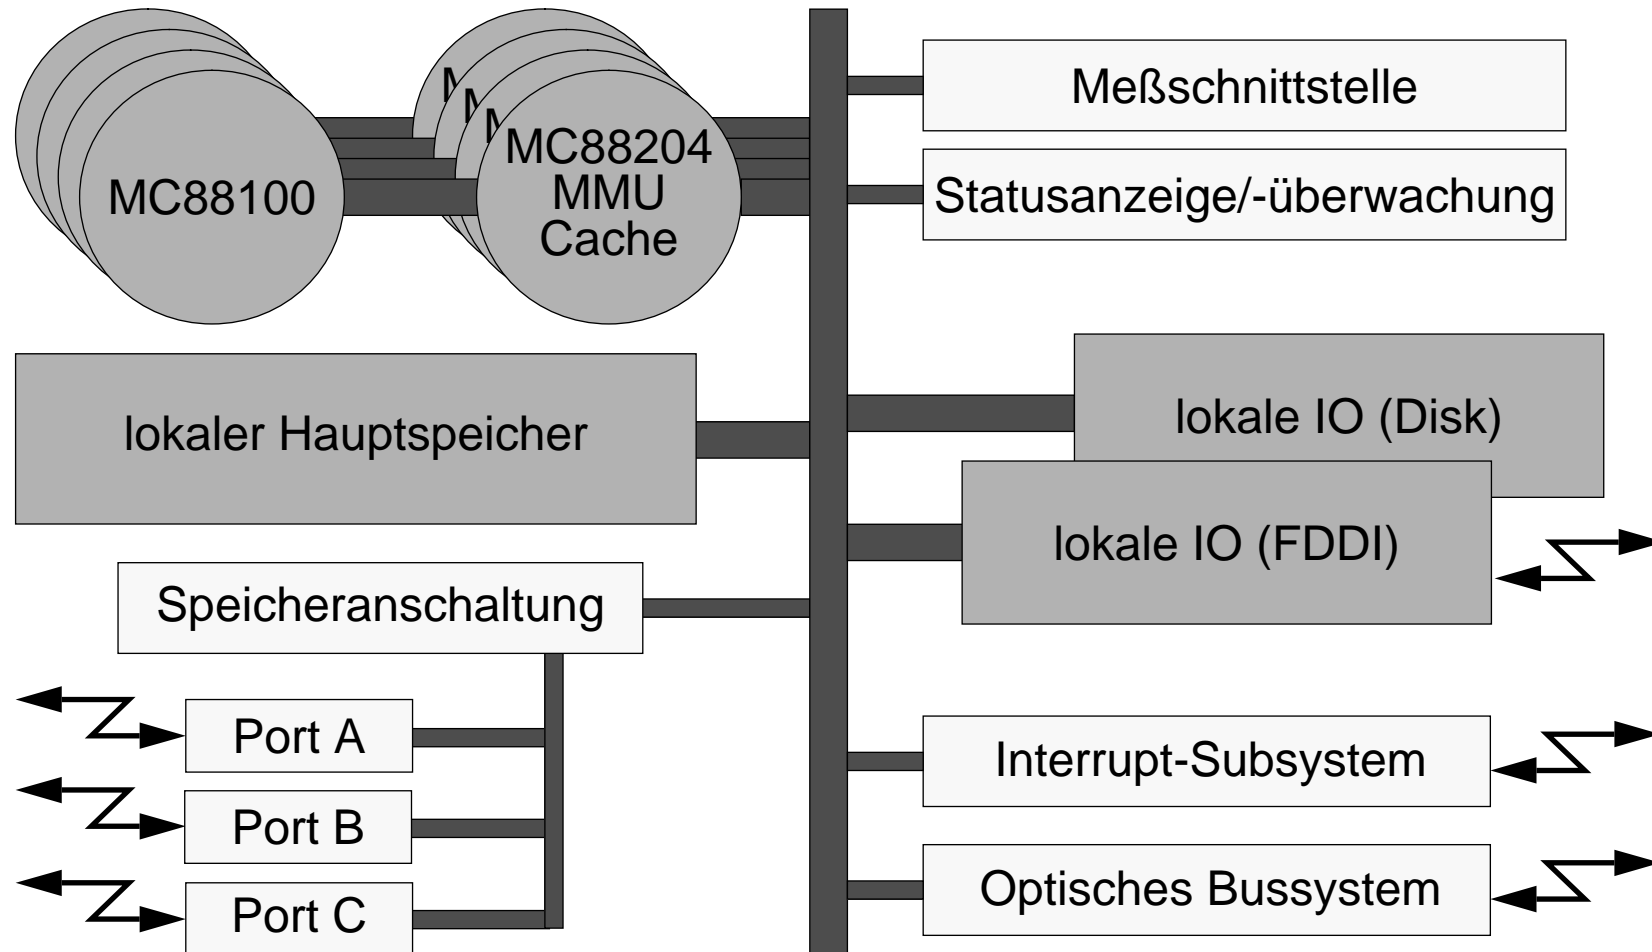 MC88100
M
M
M
MC88204
MMU
Cache
Meßschnittstelle
Statusanzeige/-überwachung
lokaler Hauptspeicher
lokale IO (Disk)
lokale IO (FDDI)
Speicheranschaltung
Port A
Port B
Port C
Interrupt-Subsystem
Optisches Bussystem